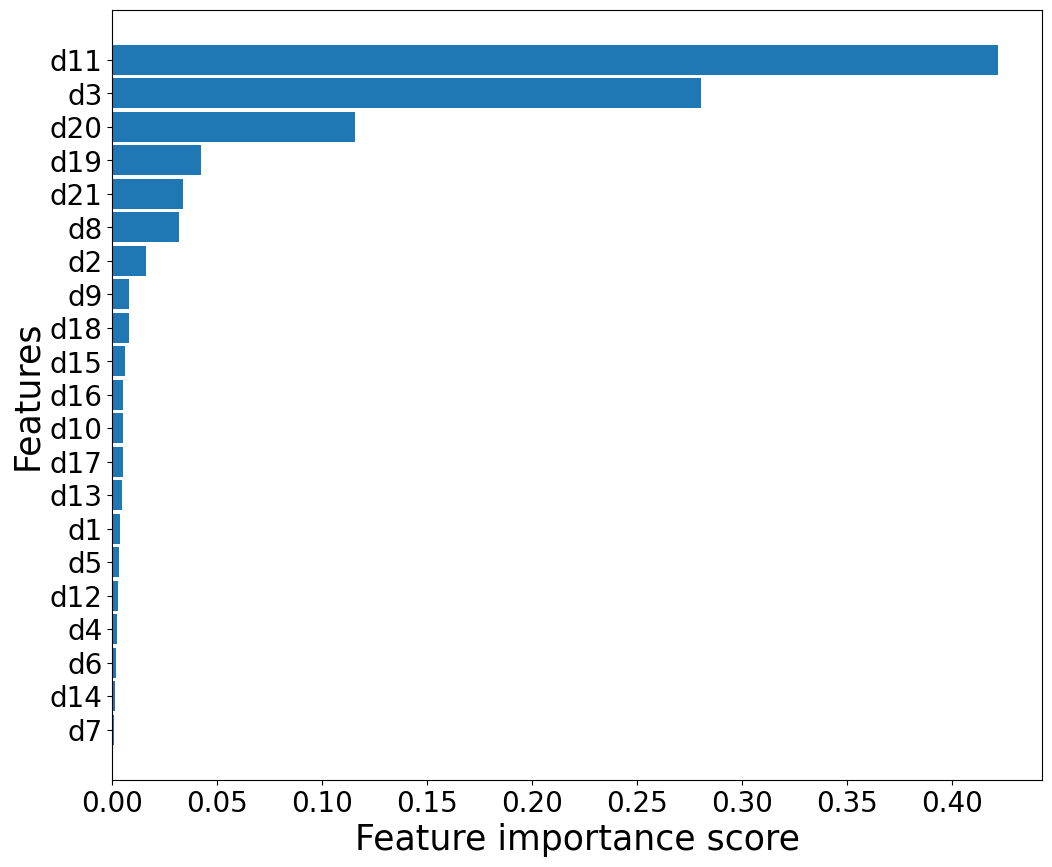 d11
d3
d20
d19
d21
d8
d2
d9
d18
d15
d16
d10
d17
d13
d1
d5
d12
d4
d6
d14
d7
Features
0.00 0.05 0.10 0.15 0.20 0.25 0.30 0.35 0.40
Feature importance score